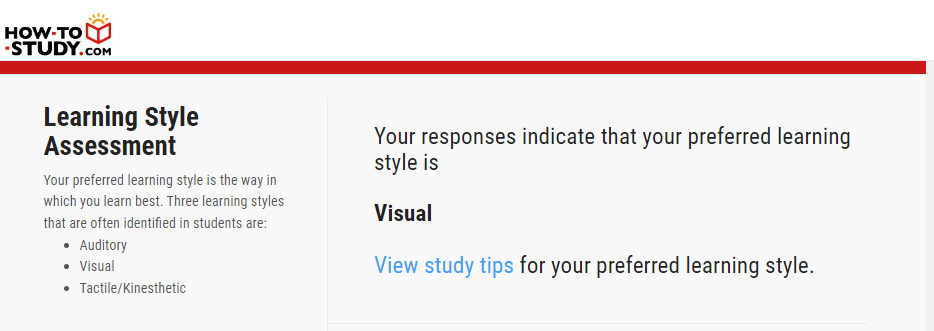 HOW-TO
-STUDY.COM
Learning Style
Assessment
Your preferred learning style is the way in
which you learn best. Three learning styles
that are often identified in students are:
• Auditory
• Visual
• Tactile/Kinesthetic
Your responses indicate that your preferred learning
style is
Visual
View study tips for your preferred learning style.